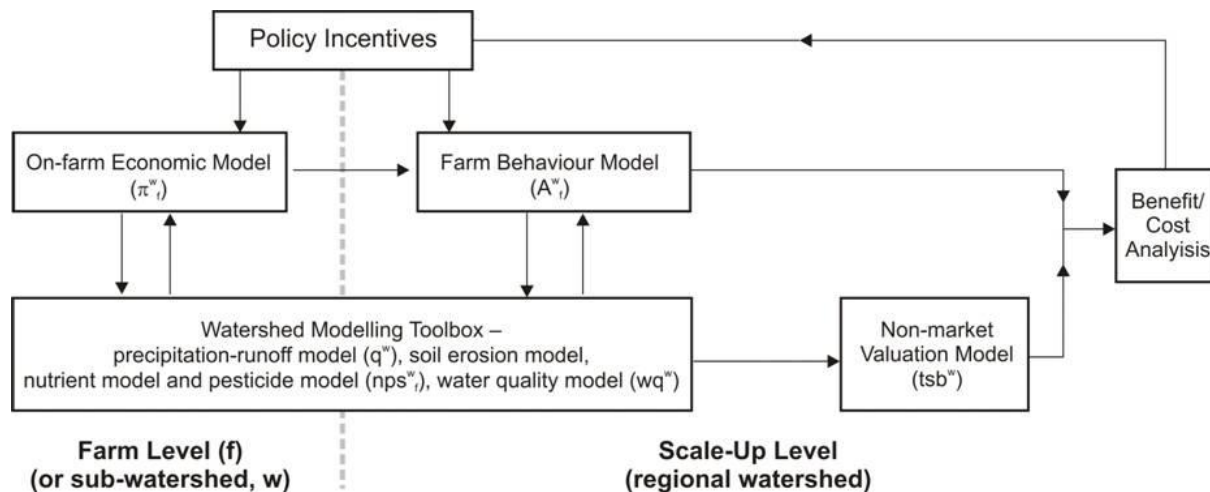 Policy Incentives
On-farm Economic Model
(π^w_f)
Farm Behaviour Model
(A^w_f)
Benefit/
Cost
Analyisis
Watershed Modelling Toolbox –
precipitation-runoff model (q^w), soil erosion model,
nutrient model and pesticide model (nps^w_f), water quality model (wq^w)
Non-market
Valuation Model
(tsb^w)
Farm Level (f)
(or sub-watershed, w)
Scale-Up Level
(regional watershed)